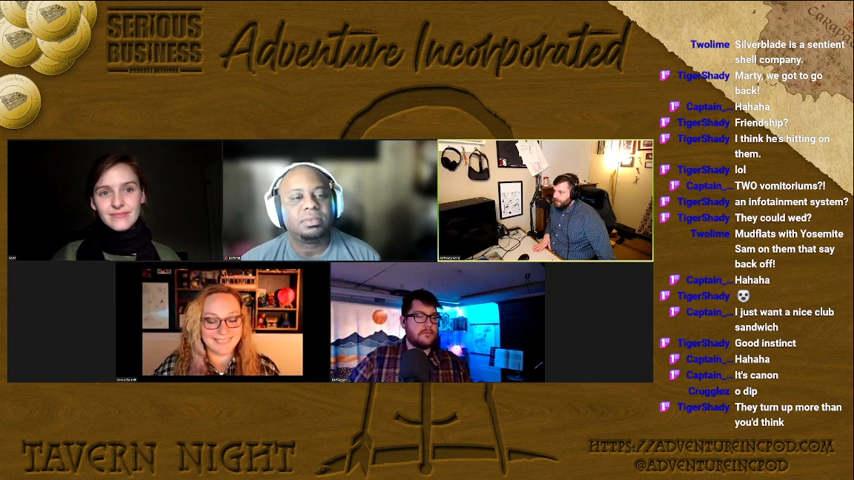 SERIOUS
BUSINESS
PODCAST NETWORK
Adventure Incorporated
Twolime Silverblade is a sentient
shell company.
TigerShady Marty, we got to go
back!
Captain_... Hahaha
TigerShady Friendship?
TigerShady I think he's hitting on
them.
TigerShady lol
Captain_... TWO vomitoriums?!
TigerShady an infotainment system?
TigerShady They could wed?
Twolime Mudflats with Yosemite
Sam on them that say
back off!
Captain_... Hahaha
TigerShady
Captain_... I just want a nice club
sandwich
TigerShady Good instinct
Captain_... Hahaha
Captain_... It's canon
Crugglez o dip
TigerShady They turn up more than
you'd think
TAVERN NIGHT
HTTPS://ADVENTUREINCPOD.COM
@ADVENTUREINCPOD